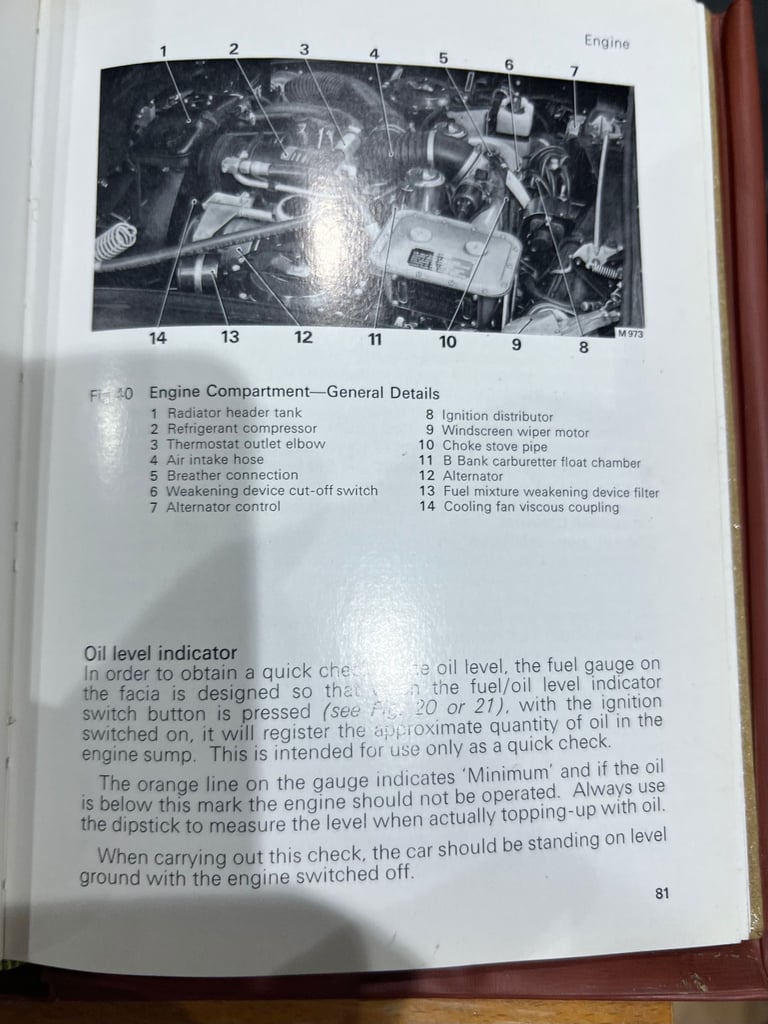 Engine
1 2 3 4 5 6 7
14 13 12 11 10 9 8
M 973
Engine Compartment—General Details
1 Radiator header tank
2 Refrigerant compressor
3 Thermostat outlet elbow
4 Air intake hose
5 Breather connection
6 Weakening device cut-off switch
7 Alternator control
8 Ignition distributor
9 Windscreen wiper motor
10 Choke stove pipe
11 B Bank carburetter float chamber
12 Alternator
13 Fuel mixture weakening device filter
14 Cooling fan viscous coupling
Oil level indicator
In order to obtain a quick oil level, the fuel gauge on
the facia is designed so that the fuel/oil level indicator
switch button is pressed (see 20 or 21), with the ignition
switched on, it will register the approximate quantity of oil in the
engine sump. This is intended for use only as a quick check.
The orange line on the gauge indicates ‘Minimum’ and if the oil
is below this mark the engine should not be operated. Always use
the dipstick to measure the level when actually topping-up with oil.
When carrying out this check, the car should be standing on level
ground with the engine switched off.
81